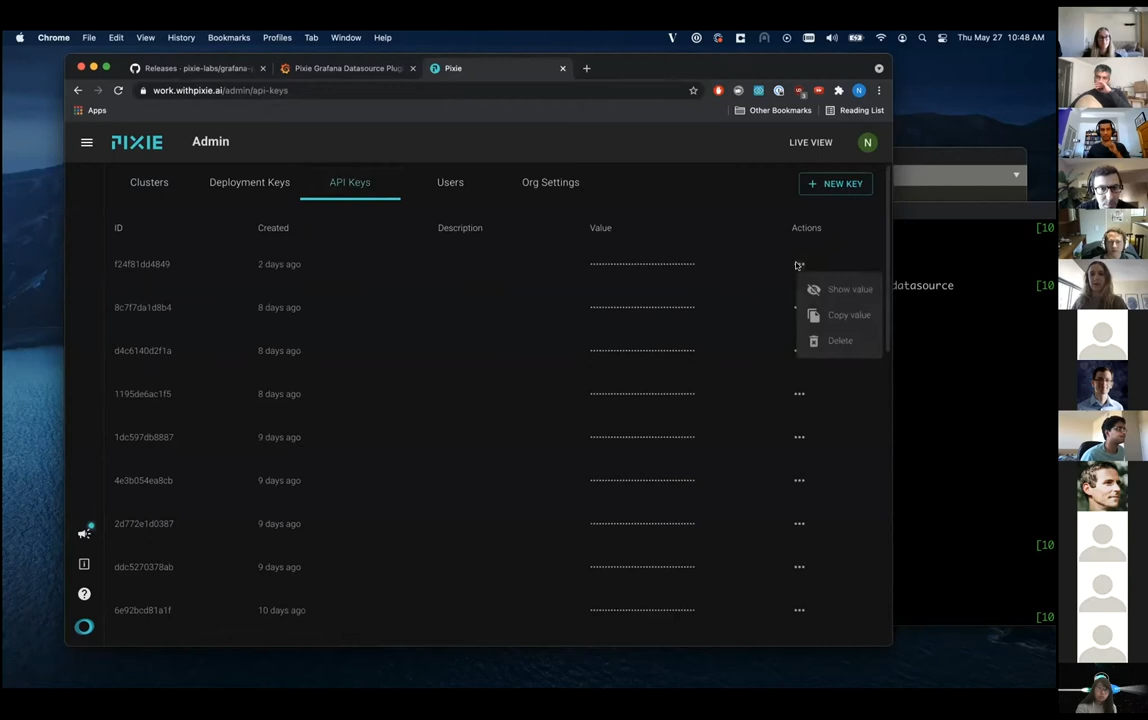 Chrome File Edit View History Bookmarks Profiles Tab Window Help Thu May 27 10:48 AM
Releases · pixie-labs/grafana- Pixie Grafana Datasource Plugi Pixie
work.withpixie.ai/admin/api-keys
Apps Other Bookmarks Reading List
PIXIE Admin LIVE VIEW N
Clusters Deployment Keys API Keys Users Org Settings + NEW KEY
ID Created Description Value Actions
f24f81dd4849 2 days ago
Show value
8c7f7da1d8b4 8 days ago
Copy value
Delete
d4c6140d2f1a 8 days ago
1195de6ac1f5 8 days ago
1dc597db8887 9 days ago
4e3b054ea8cb 9 days ago
2d772e1d0387 9 days ago
ddc5270378ab 9 days ago
6e92bcd81a1f 10 days ago
[10
datasource
[10
[10